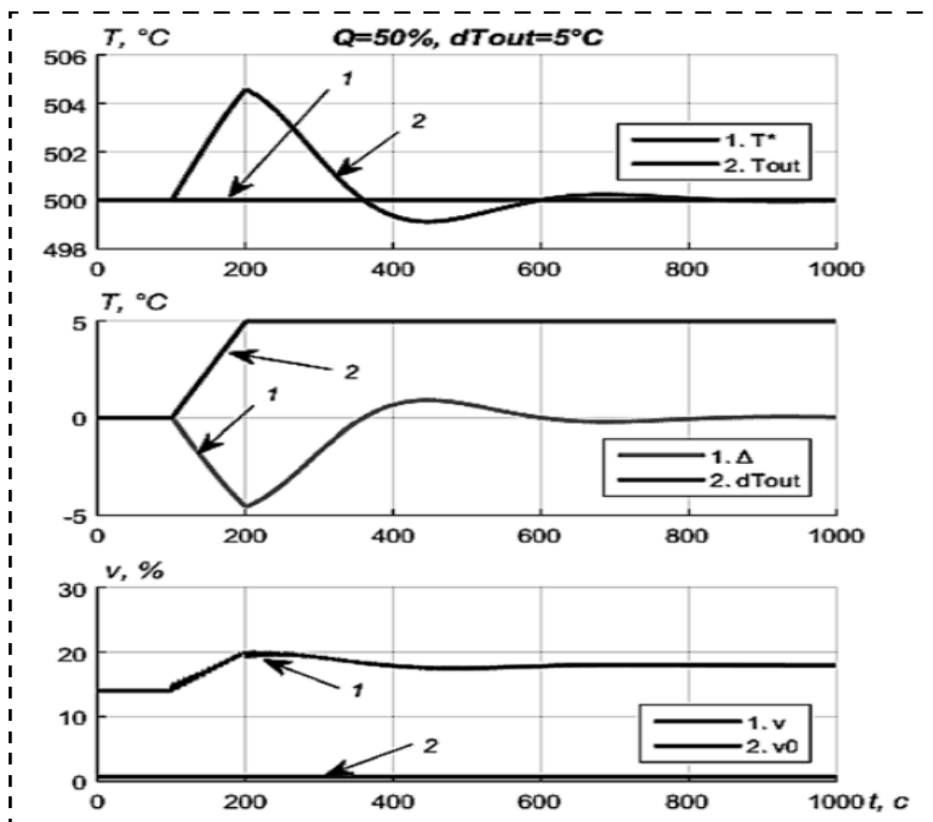 T, °C Q=50%, dTout=5°C
506
504
502
500
498
1
2
1. T*
2. Tout
0 200 400 600 800 1000
T, °C
5
0
-5
2
1
1. Δ
2. dTout
0 200 400 600 800 1000
v, %
30
20
10
0
1
2
1. v
2. v0
0 200 400 600 800 1000 t, c